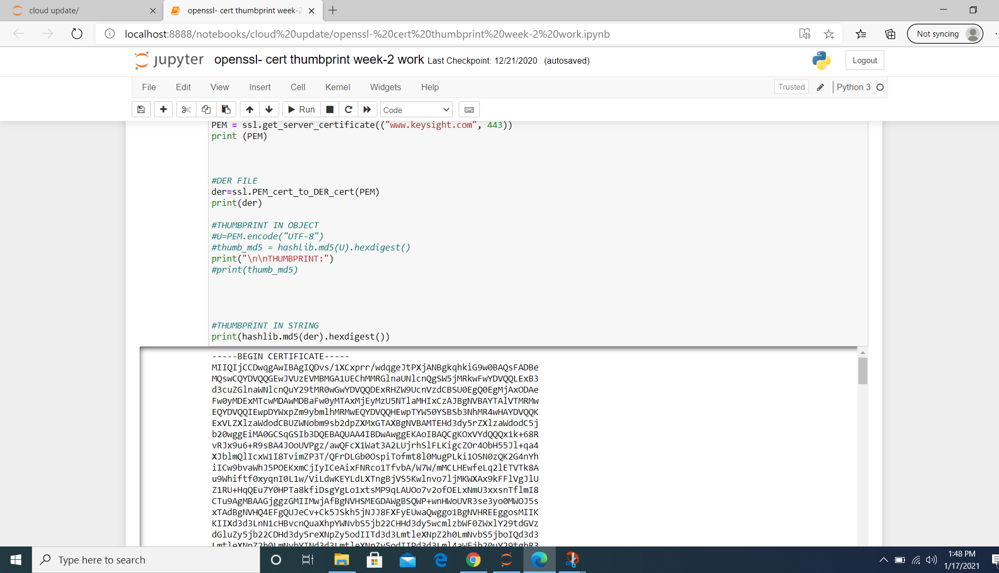 cloud update/
openssl- cert thumbprint week-2
localhost:8888/notebooks/cloud%20update/openssl-%20cert%20thumbprint%20week-2%20work.ipynb
Not syncing
jupyter openssl- cert thumbprint week-2 work Last Checkpoint: 12/21/2020 (autosaved)
Logout
File Edit View Insert Cell Kernel Widgets Help
Trusted Python 3
Run Code
PEM = ssl.get_server_certificate(("www.keysight.com", 443))
print (PEM)
#DER FILE
der=ssl.PEM_cert_to_DER_cert(PEM)
print(der)
#THUMBPRINT IN OBJECT
#U=PEM.encode("UTF-8")
#thumb_md5 = hashlib.md5(U).hexdigest()
print("\n\nTHUMBPRINT:")
#print(thumb_md5)
#THUMBPRINT IN STRING
print(hashlib.md5(der).hexdigest())
-----BEGIN CERTIFICATE-----
MIIQIjCCDwqgAwIBAgIQDvs/1XCxprr/wdqgeJtPXjANBgkqhkiG9w0BAQsFADBe
MQswCQYDVQQGEwJVUzEVMBMGA1UEChMMRGlnaUNlcnQgSW5jMRkwFwYDVQQLExB3
d3cuZGlnaWNlcnQuY29tMR0wGwYDVQQDExRHZW9UcnVzdCBSU0EgQ0EgMjAxODAe
Fw0yMDExMTcwMDAwMDBaFw0yMTAxMjEyMzU5NTlaMHIxCzAJBgNVBAYTAlVTMRMw
EQYDVQQIEwpDYWxpZm9ybmlhMRMwEQYDVQQHEwpTYW50YSBSb3NhMR4wHAYDVQQK
ExVLZXlzaWdodCBUZWNobm9sb2dpZXMxGTAXBgNVBAMTEHd3dy5rZXlzaWdodC5j
b20wggEiMA0GCSqGSIb3DQEBAQUAA4IBDwAwggEKAoIBAQCgKOxVYdQQQx1k+68R
vRJx9u6+R9sBA4JOoUVPgz/awQFcX1Wat3A2LUjrhSlFLKigcZOr4ObH55Jl+qa4
XJblmQlIcxW1I8TvimZP3T/QFrDLGb0OspiTofmt8l0MugPLki1OSN0zQK2G4nYh
iICw9bvaWhJ5POEKxmCjIyICeAixFNRco1TfvbA/W7W/mMCLHEwfeLq2lETVTk8A
u9Whiftf0xyqnI0L1w/ViLdwKEYLdLXTngBjVS5Kwlnvo7ljMKWXAx9kFFlVgJlU
Z1RU+HqQEu7Y0HPTa8kfiDsgYgLo1xtsMP9qLAUOo7v2ofOELxNmU3xxsnTflmI8
CTu9AgMBAAGjggzGMIIMwjAfBgNVHSMEGDAWgBSQWP+wnHWoUVR3se3yo0MWOJ5s
xTAdBgNVHQ4EFgQUJeCv+Ck5JSkh5jNJJ8FXFyEUwaQwggo1BgNVHREEggosMIIK
KIIXd3d3LnN1cHBvcnQuaXhpYWNvbS5jb22CHHd3dy5wcmlzbWF0ZWxlY29tdGVz
dGluZy5jb22CDHd3dy5reXNpZy5odIITd3d3LmtleXNpZ2h0LmNvbS5jboIQd3d3
LmtleXNpZ2h0LmNvbYINd3d3LmtleXNpZy5odIIPd3d3Lml4aWFjb20uY29tghR3
Type here to search
1:48 PM
1/17/2021